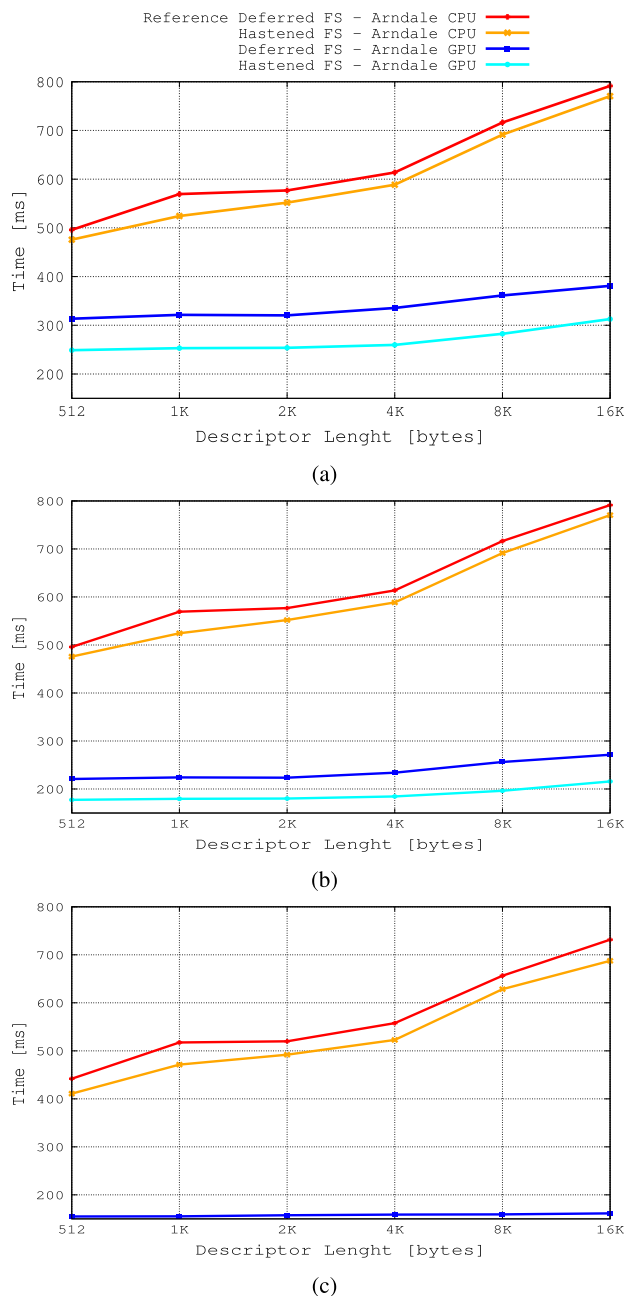 Reference Deferred FS - Arndale CPU
Hastened FS - Arndale CPU
Deferred FS - Arndale GPU
Hastened FS - Arndale GPU
800
700
600
500
400
300
200
Time [ms]
512 1K 2K 4K 8K 16K
Descriptor Lenght [bytes]
(a)
800
700
600
500
400
300
200
Time [ms]
512 1K 2K 4K 8K 16K
Descriptor Lenght [bytes]
(b)
800
700
600
500
400
300
200
Time [ms]
512 1K 2K 4K 8K 16K
Descriptor Lenght [bytes]
(c)